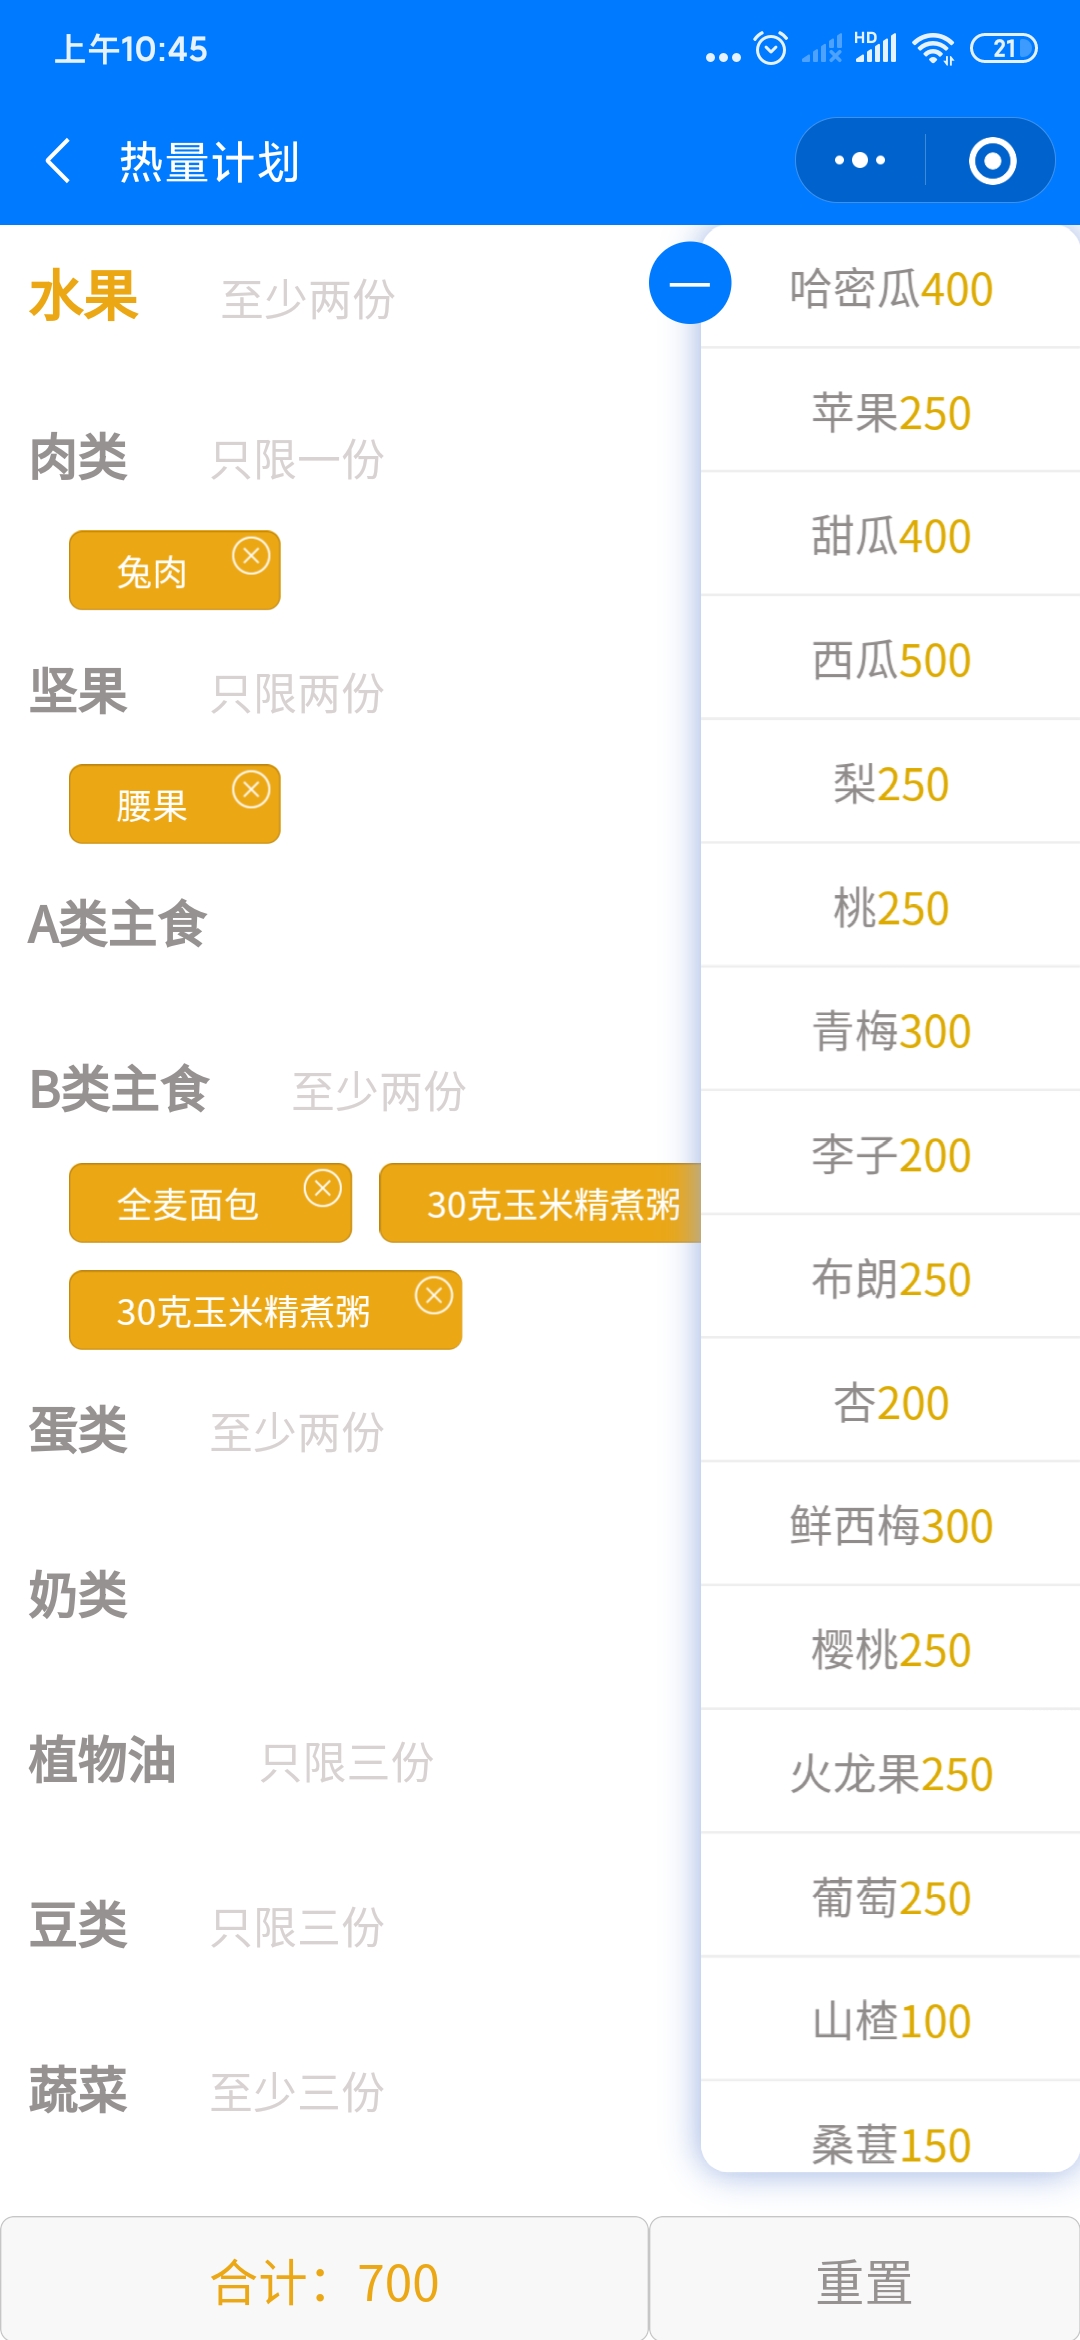 上午10:45
HD
21
热量计划
水果 至少两份
肉类 只限一份
兔肉
坚果 只限两份
腰果
A类主食
B类主食 至少两份
全麦面包 30克玉米精煮粥
30克玉米精煮粥
蛋类 至少两份
奶类
植物油 只限三份
豆类 只限三份
蔬菜 至少三份
哈密瓜400
苹果250
甜瓜400
西瓜500
梨250
桃250
青梅300
李子200
布朗250
杏200
鲜西梅300
樱桃250
火龙果250
葡萄250
山楂100
桑葚150
合计：700
重置